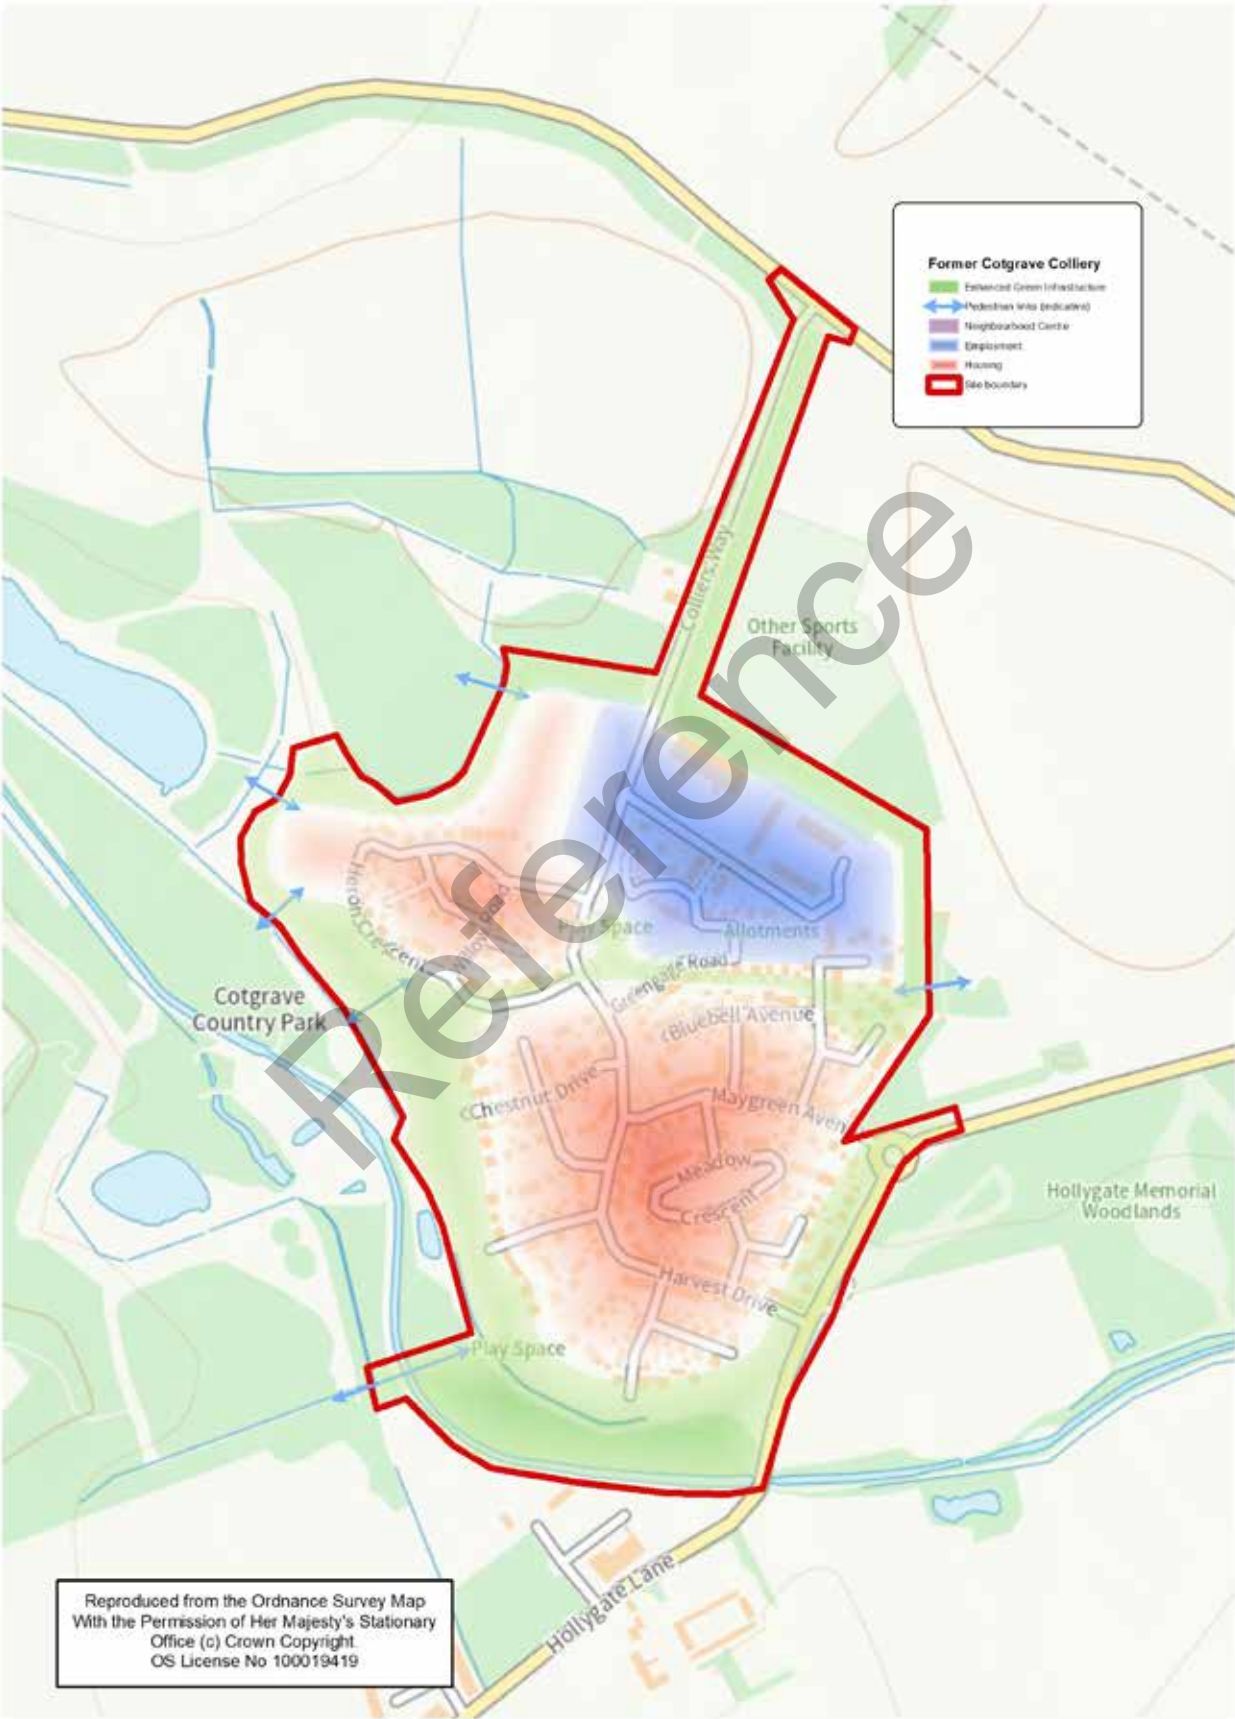 Former Cotgrave Colliery
Enhanced Green Infrastructure
Pedestrian links (indicative)
Neighbourhood Centre
Employment
Housing
Site boundary
Colliers Way
Other Sports
Facility
Reference
Heron Crescent
Play Space
Allotments
Greengage Road
Cotgrave
Country Park
Bluebell Avenue
Chestnut Drive
Maygreen Aven
Meadow
Crescent
Hollygate Memorial
Woodlands
Harvest Drive
Play Space
Hollygate Lane
Reproduced from the Ordnance Survey Map
With the Permission of Her Majesty's Stationary
Office (c) Crown Copyright.
OS License No 100019419